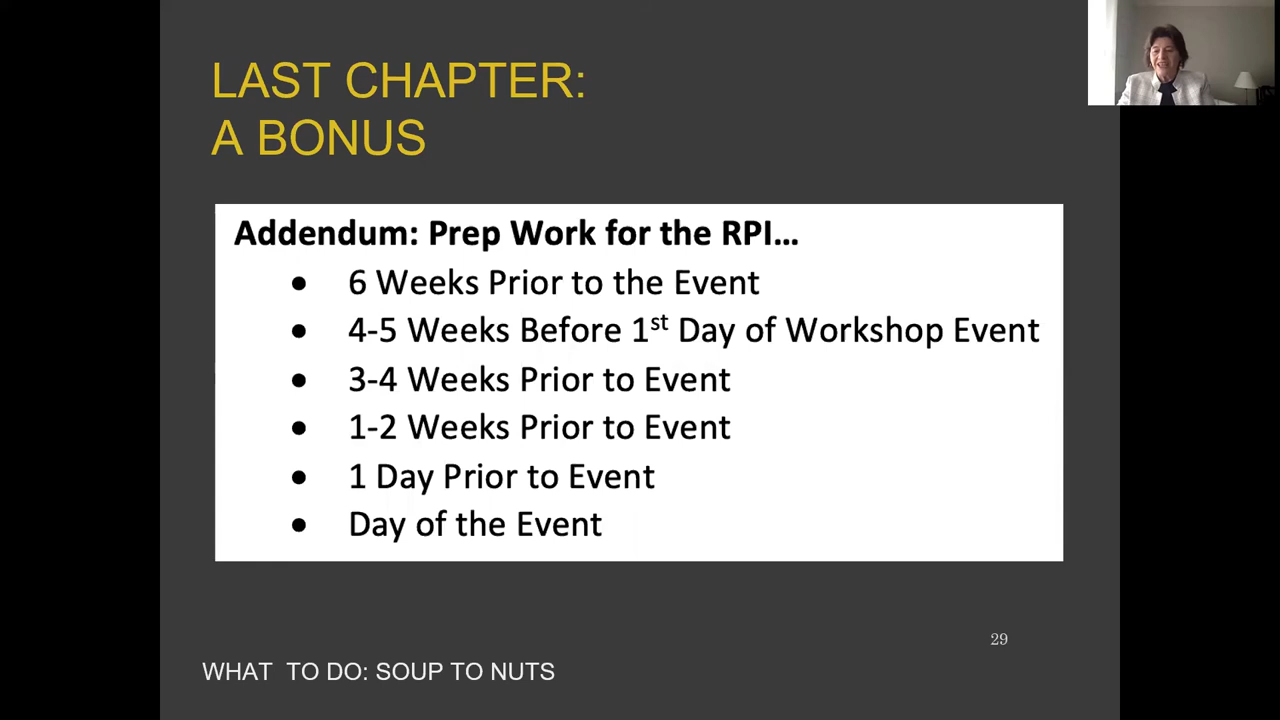 LAST CHAPTER:
A BONUS
Addendum: Prep Work for the RPI...
• 6 Weeks Prior to the Event
• 4-5 Weeks Before 1st Day of Workshop Event
• 3-4 Weeks Prior to Event
• 1-2 Weeks Prior to Event
• 1 Day Prior to Event
• Day of the Event
29
WHAT  TO DO: SOUP TO NUTS